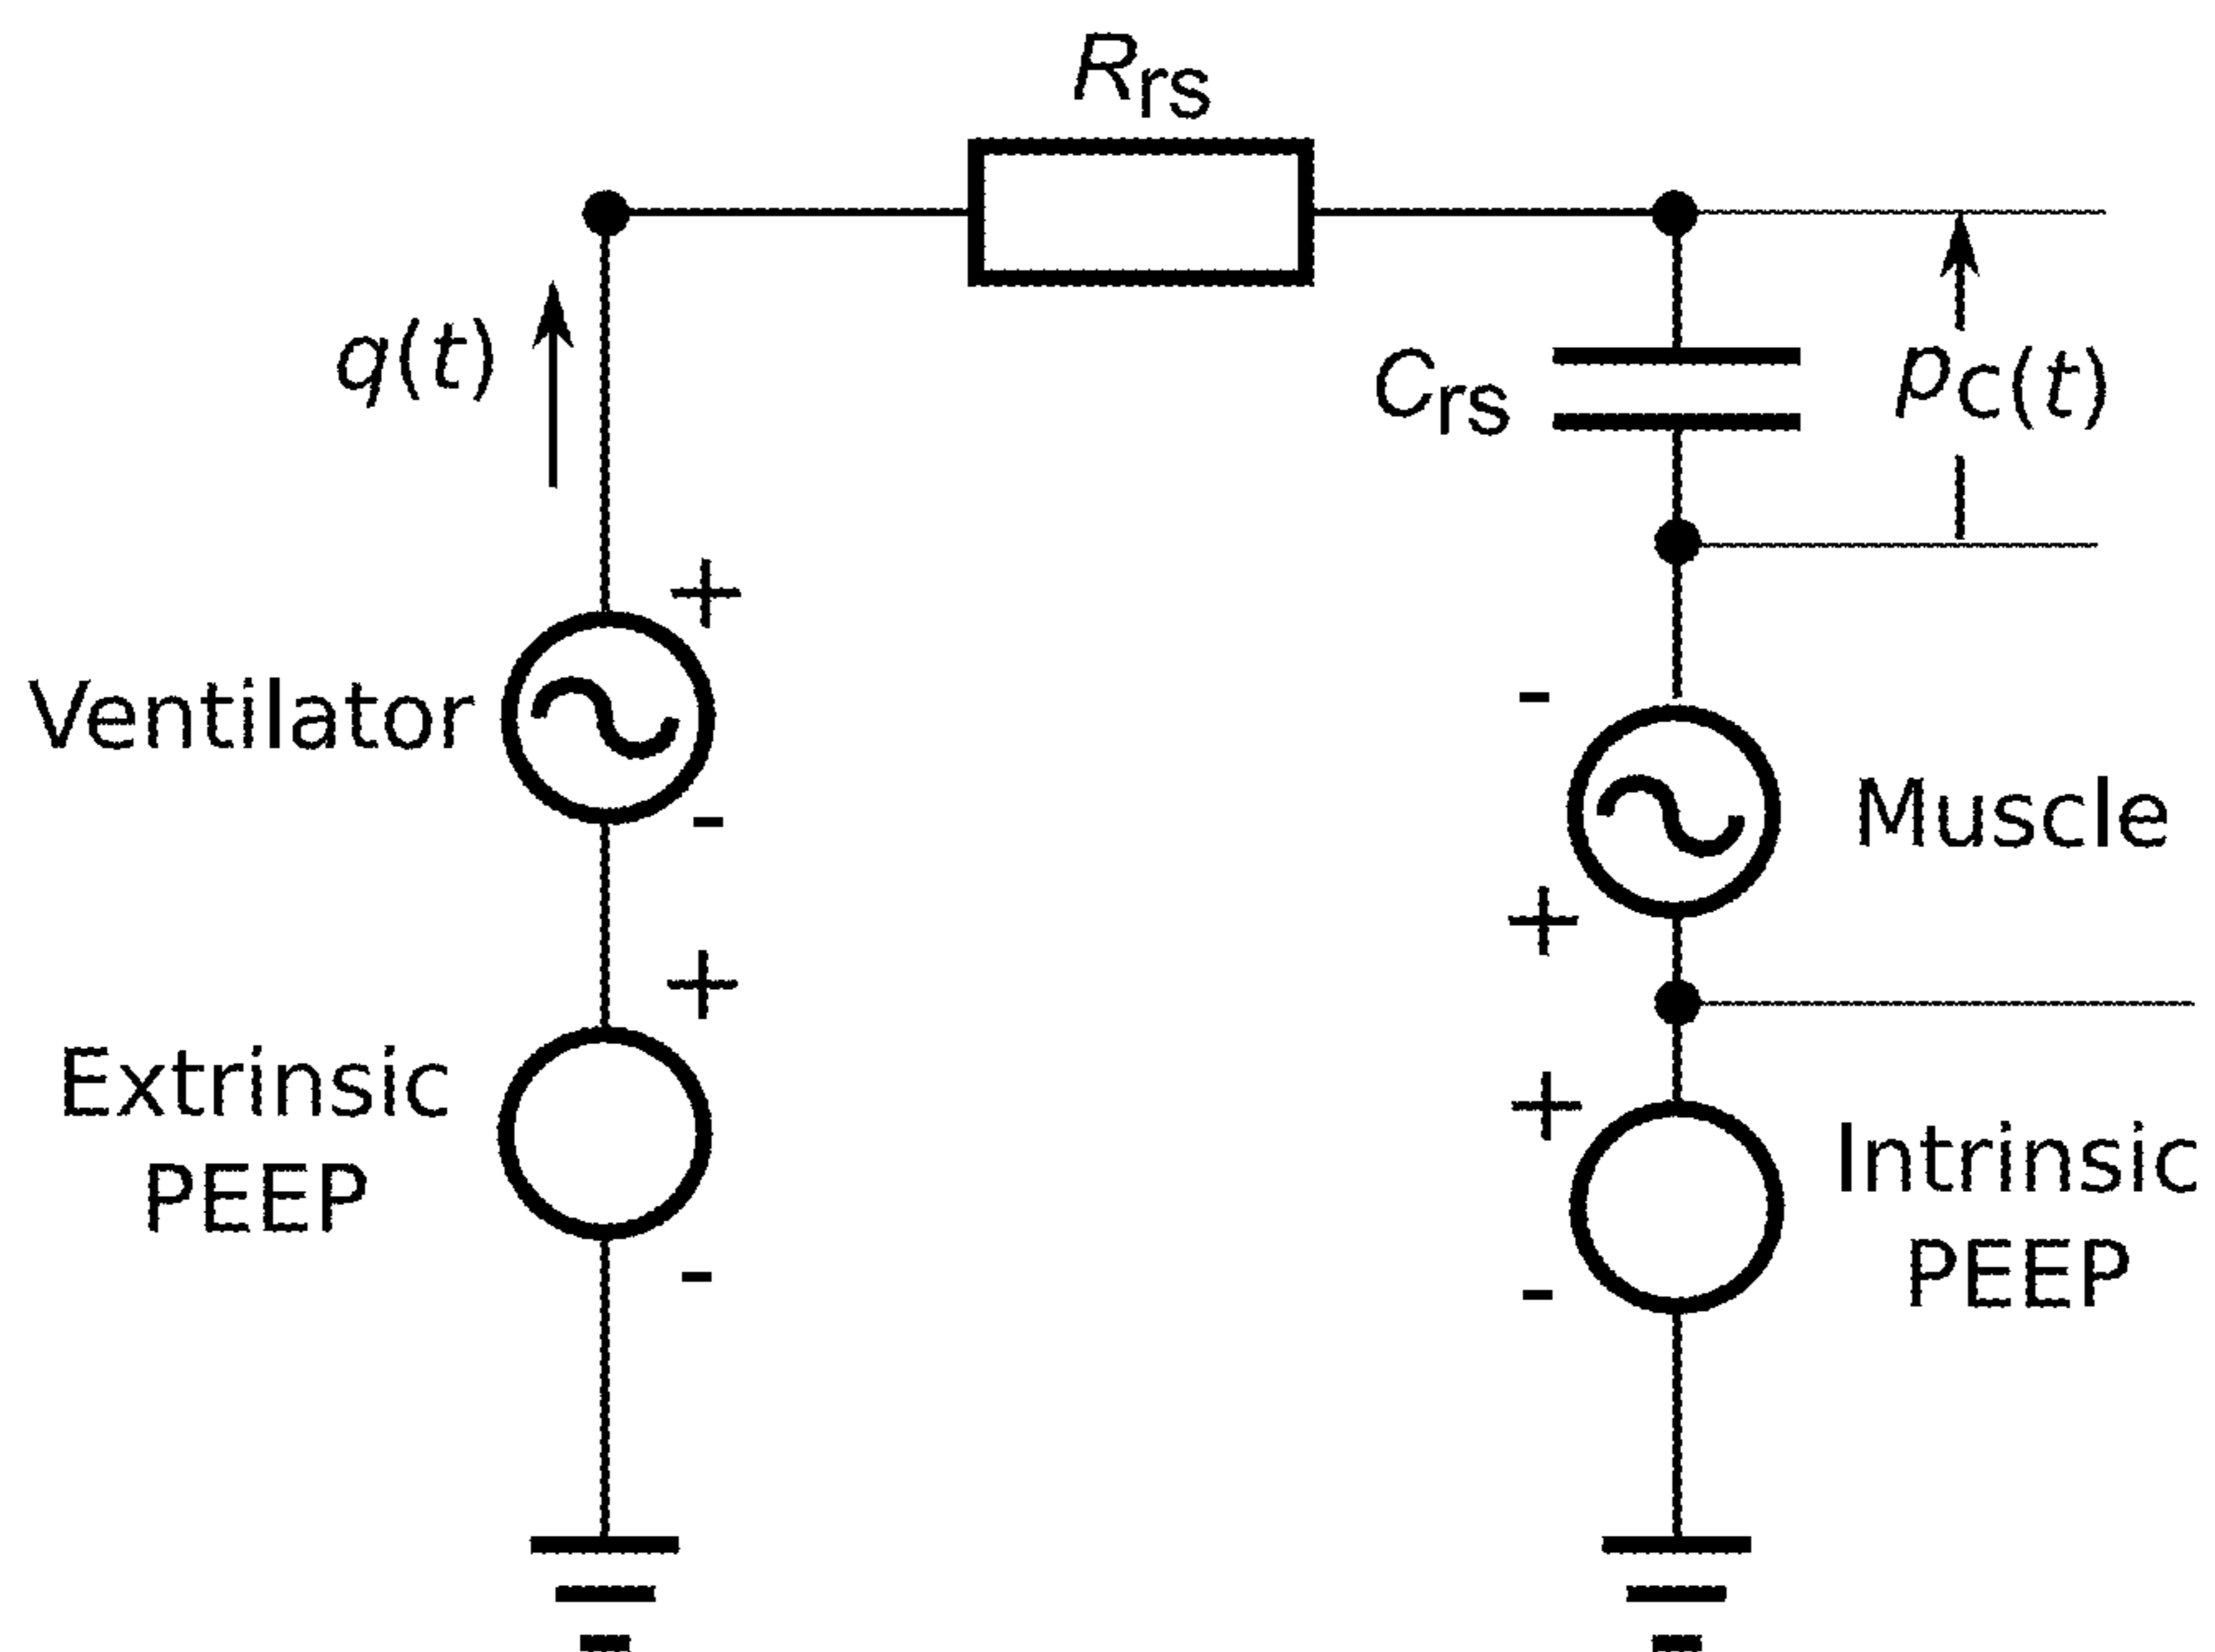 Rrs
q(t)
Crs
pC(t)
+
Ventilator
-
-
Muscle
+
+
Extrinsic
PEEP
-
+
Intrinsic
PEEP
-